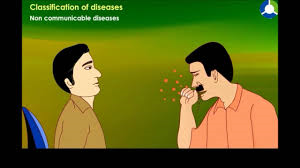 Classification of diseases
Non communicable diseases